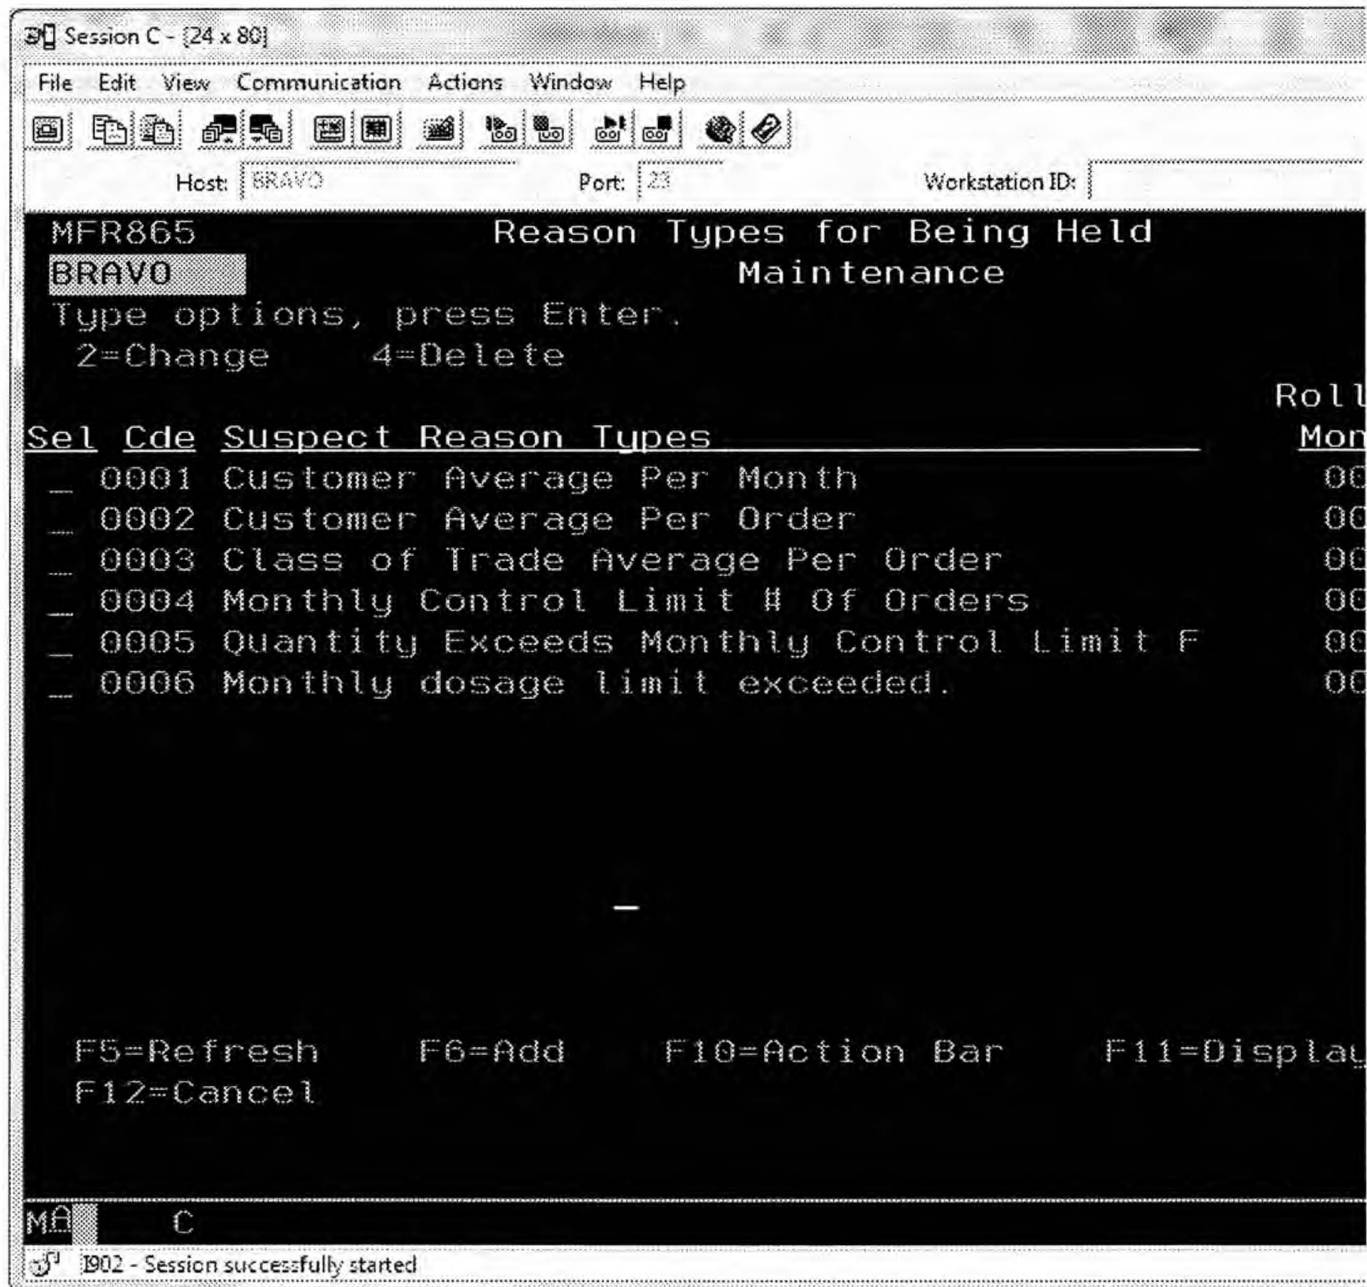 Session C - [24 x 80]
File Edit View Communication Actions Window Help
Host: BRAVO Port: 23 Workstation ID:
MFR865 Reason Types for Being Held
BRAVO Maintenance
Type options, press Enter.
2=Change 4=Delete
Roll
Sel Cde Suspect Reason Types Mon
_ 0001 Customer Average Per Month 00
_ 0002 Customer Average Per Order 00
_ 0003 Class of Trade Average Per Order 00
_ 0004 Monthly Control Limit # Of Orders 00
_ 0005 Quantity Exceeds Monthly Control Limit F 00
_ 0006 Monthly dosage limit exceeded. 00
F5=Refresh F6=Add F10=Action Bar F11=Display
F12=Cancel
MA C
I902 - Session successfully started